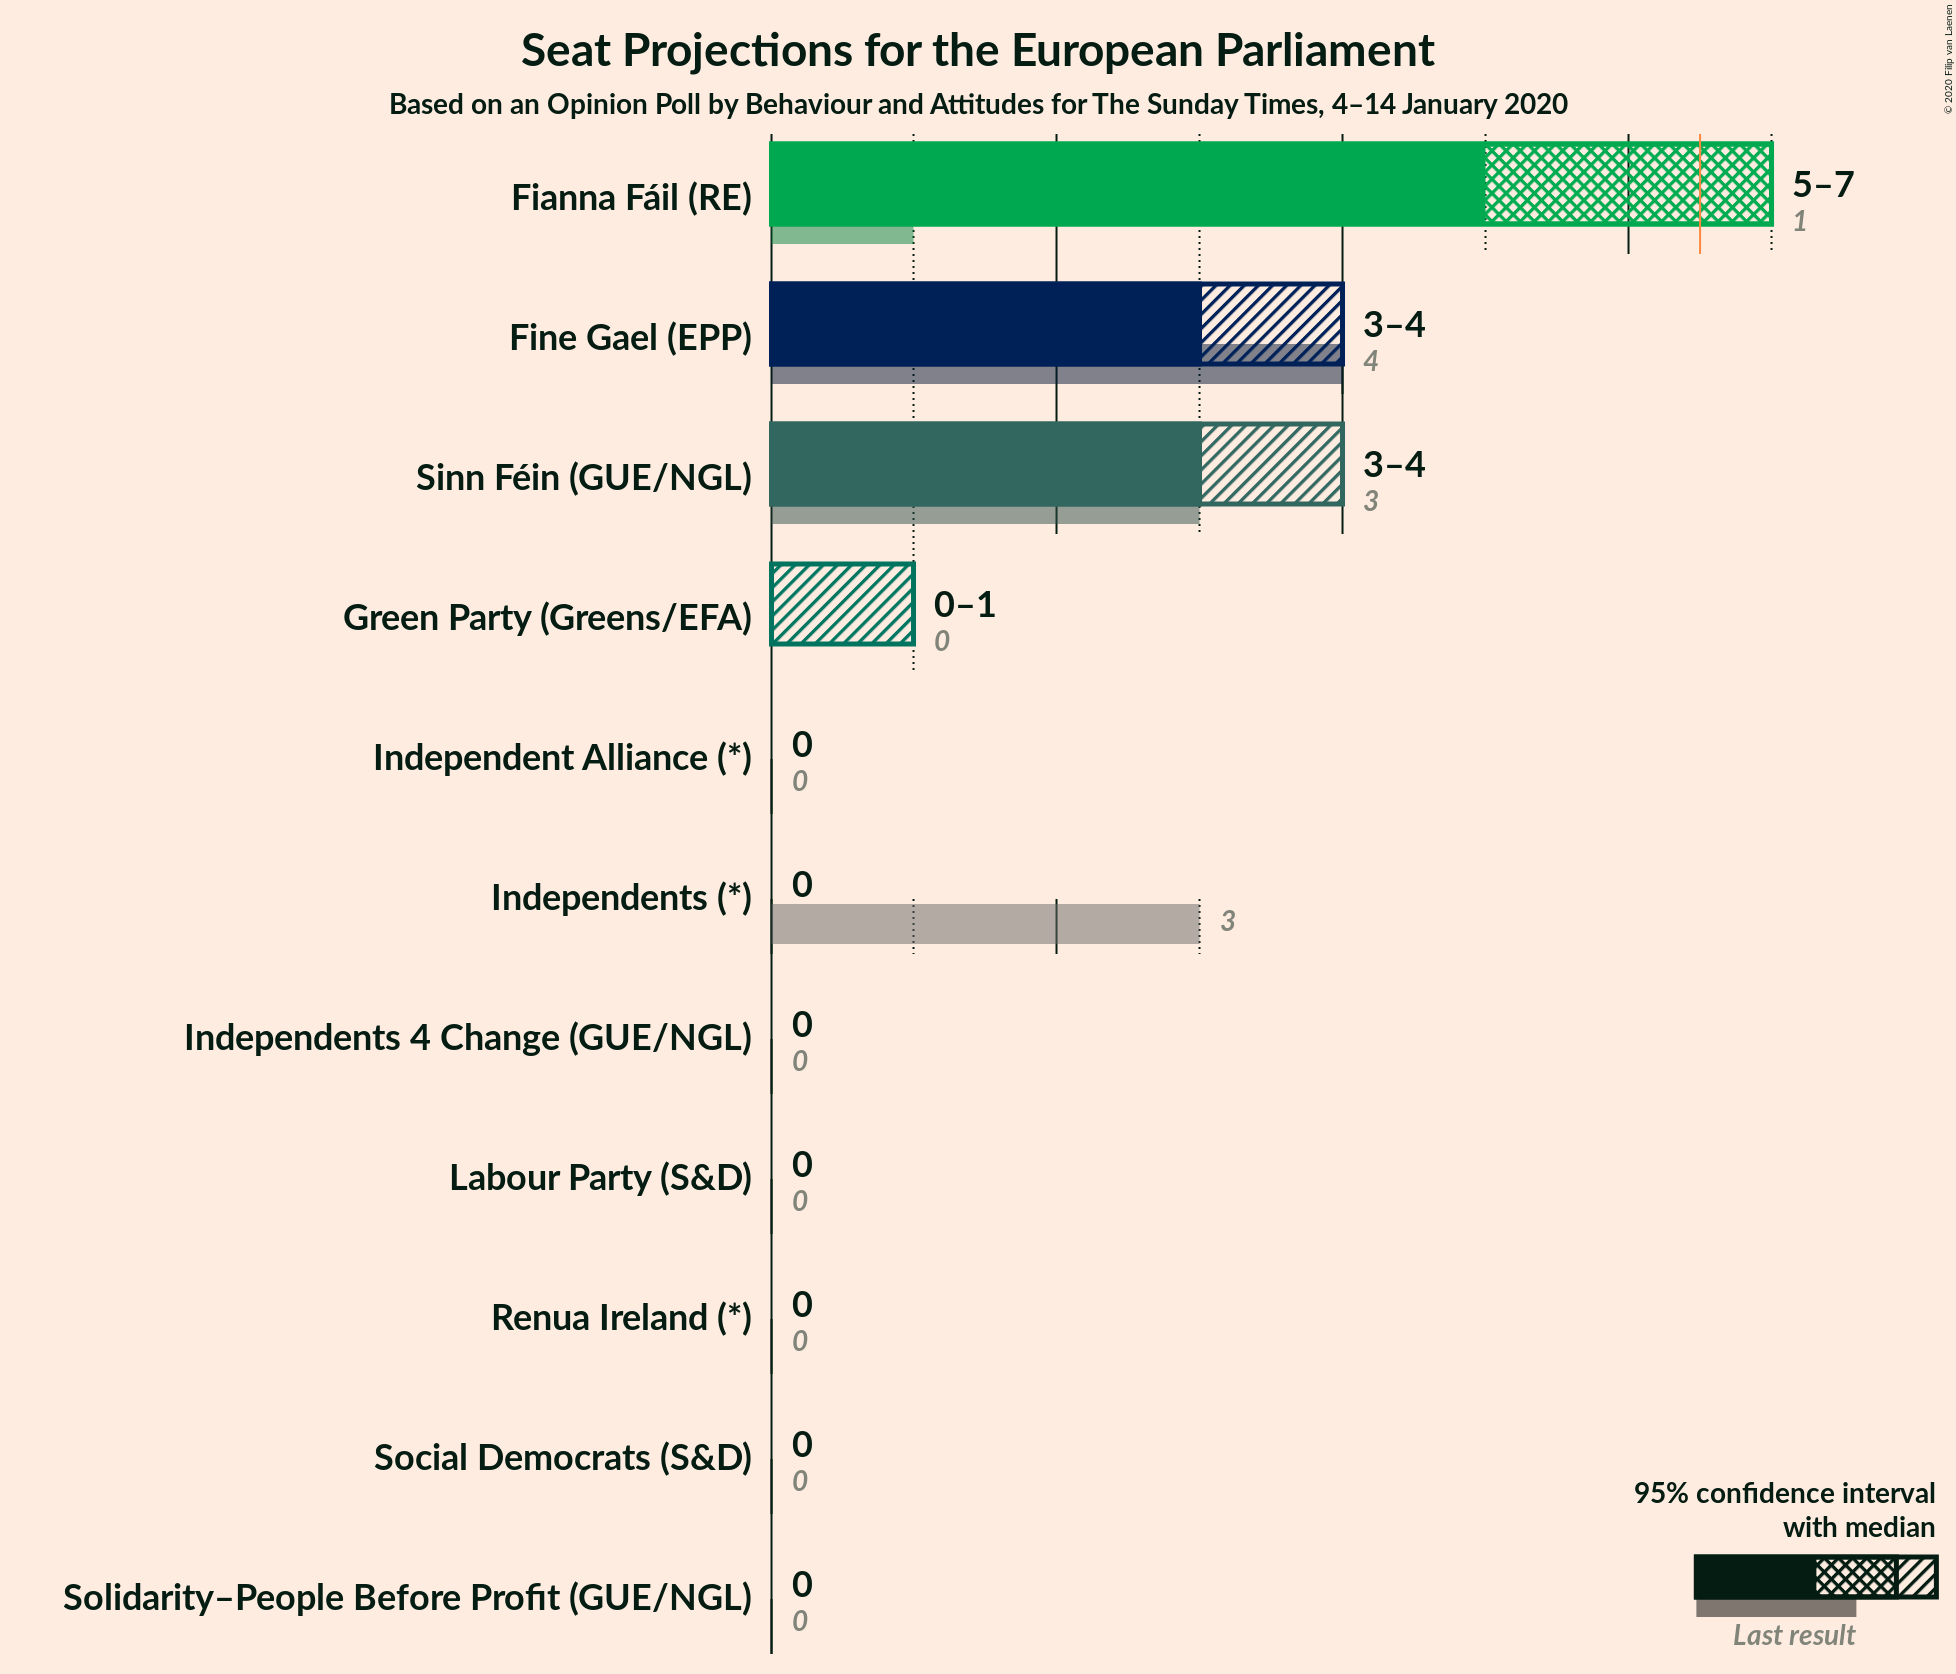 Seat Projections for the European Parliament
Based on an Opinion Poll by Behaviour and Attitudes for The Sunday Times, 4–14 January 2020
© 2020 Filip van Laenen
Fianna Fáil (RE)
5–7
1
Fine Gael (EPP)
3–4
4
Sinn Féin (GUE/NGL)
3–4
3
Green Party (Greens/EFA)
0–1
0
Independent Alliance (*)
0
0
Independents (*)
0
3
Independents 4 Change (GUE/NGL)
0
0
Labour Party (S&D)
0
0
Renua Ireland (*)
0
0
Social Democrats (S&D)
0
0
Solidarity–People Before Profit (GUE/NGL)
0
0
95% confidence interval
with median
Last result